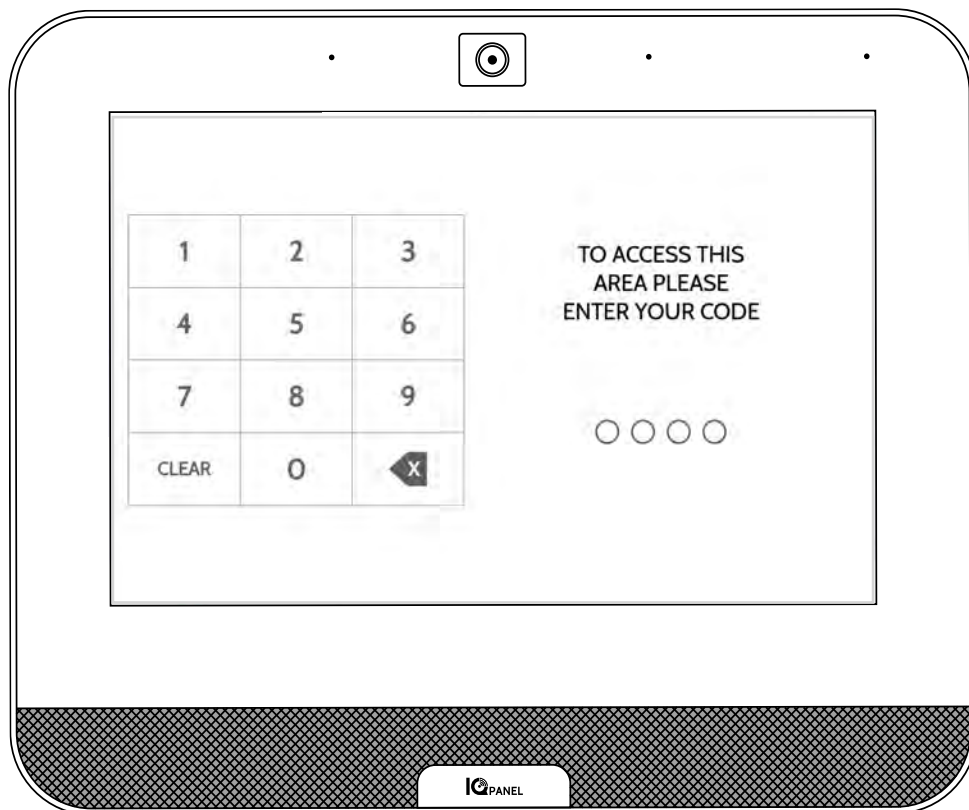 1 2 3
4 5 6
7 8 9
CLEAR 0 X
TO ACCESS THIS
AREA PLEASE
ENTER YOUR CODE
IQ PANEL